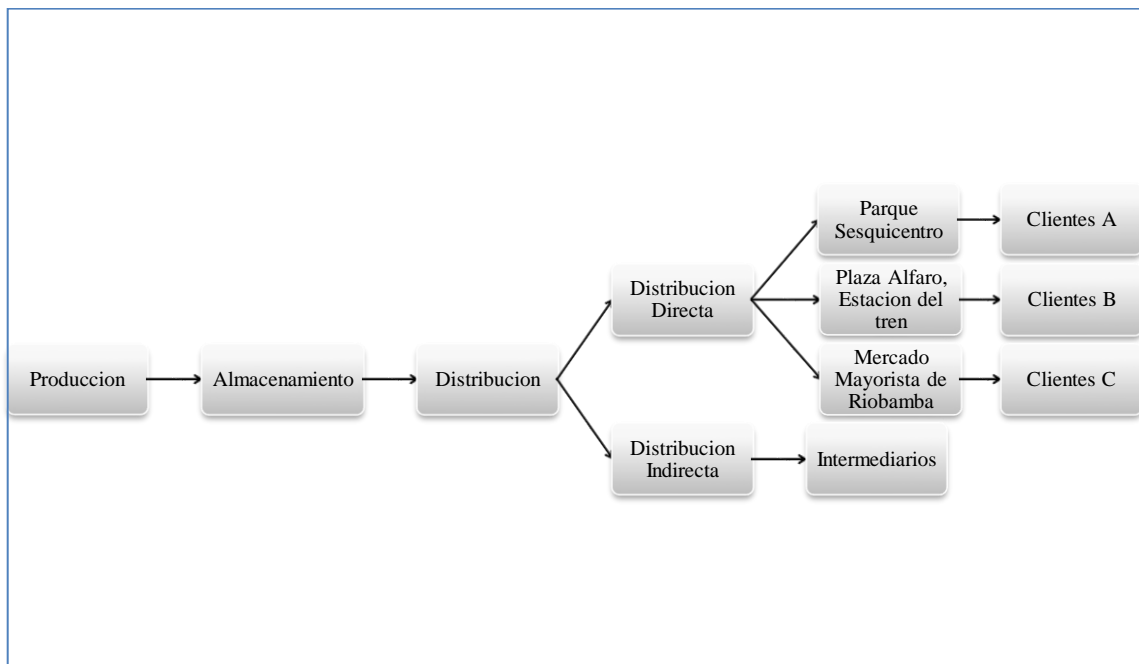 Produccion
Almacenamiento
Distribucion
Distribucion
Directa
Parque
Sesquicentro
Clientes A
Plaza Alfaro,
Estacion del
tren
Clientes B
Mercado
Mayorista de
Riobamba
Clientes C
Distribucion
Indirecta
Intermediarios